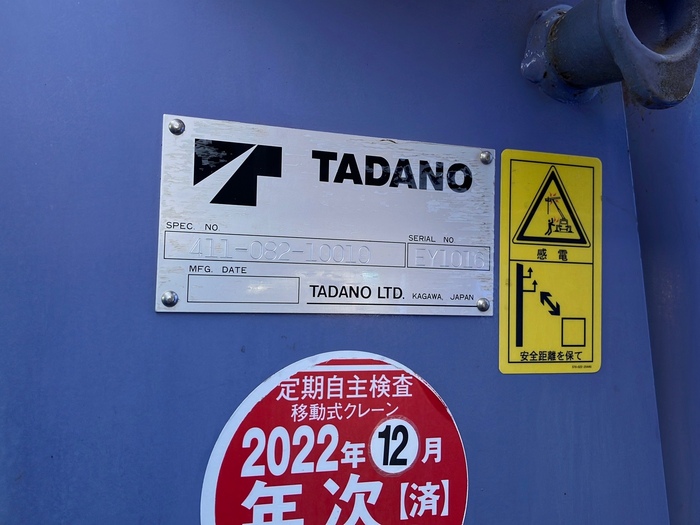 TADANO
SPEC NO.
411-082-10010
SERIAL NO
MFG. DATE
TADANO LTD. KAGAWA, JAPAN
感電
安全距離を保て
定期自主検査
移動式クレーン
2022年12月
年次【済】